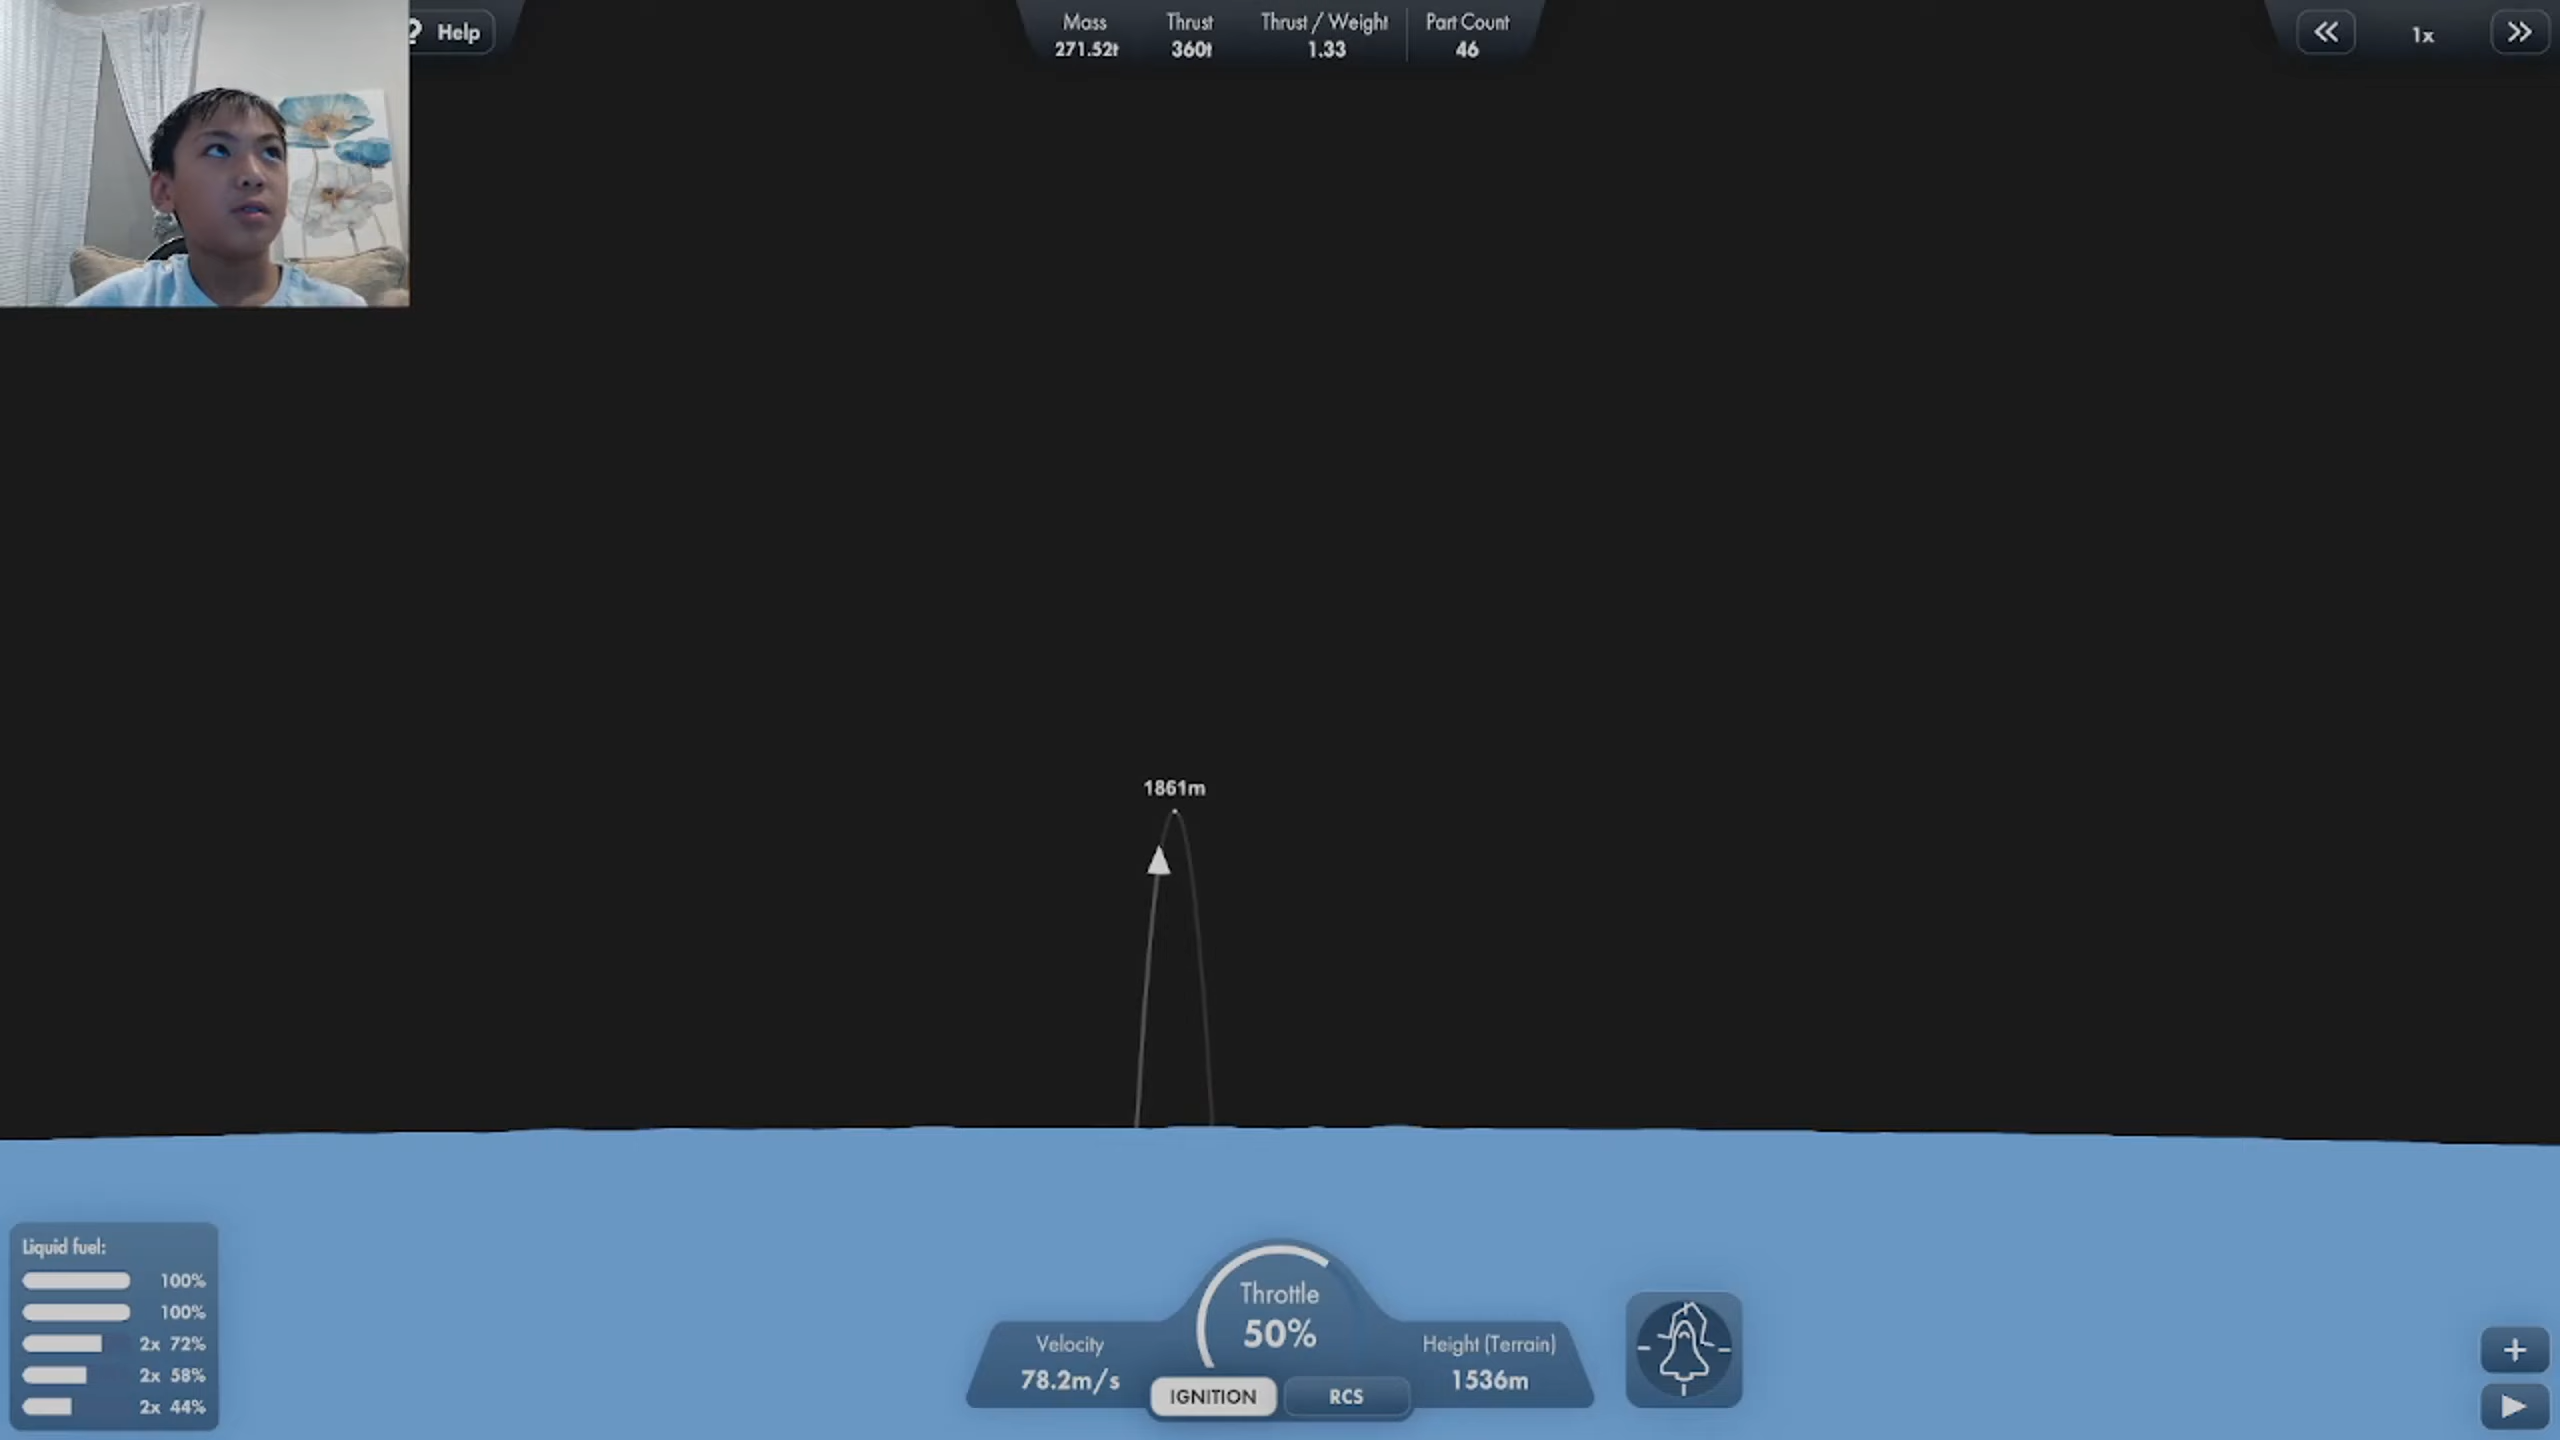 ? Help
Mass Thrust Thrust / Weight Part Count
271.52t 360t 1.33 46
1x
1861m
Liquid fuel:
100%
100%
2x 72%
2x 58%
2x 44%
Throttle
50%
Velocity
78.2m/s
IGNITION RCS
Height (Terrain)
1536m